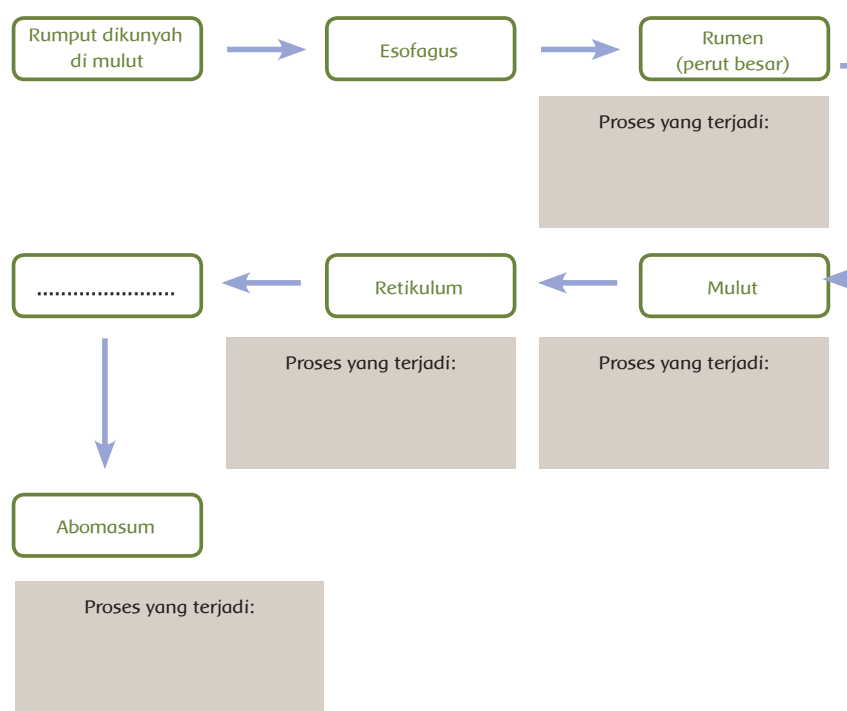 Rumput dikunyah
di mulut
Esofagus
Rumen
(perut besar)
Proses yang terjadi:
Mulut
Proses yang terjadi:
Retikulum
Proses yang terjadi:
.......................
Abomasum
Proses yang terjadi: